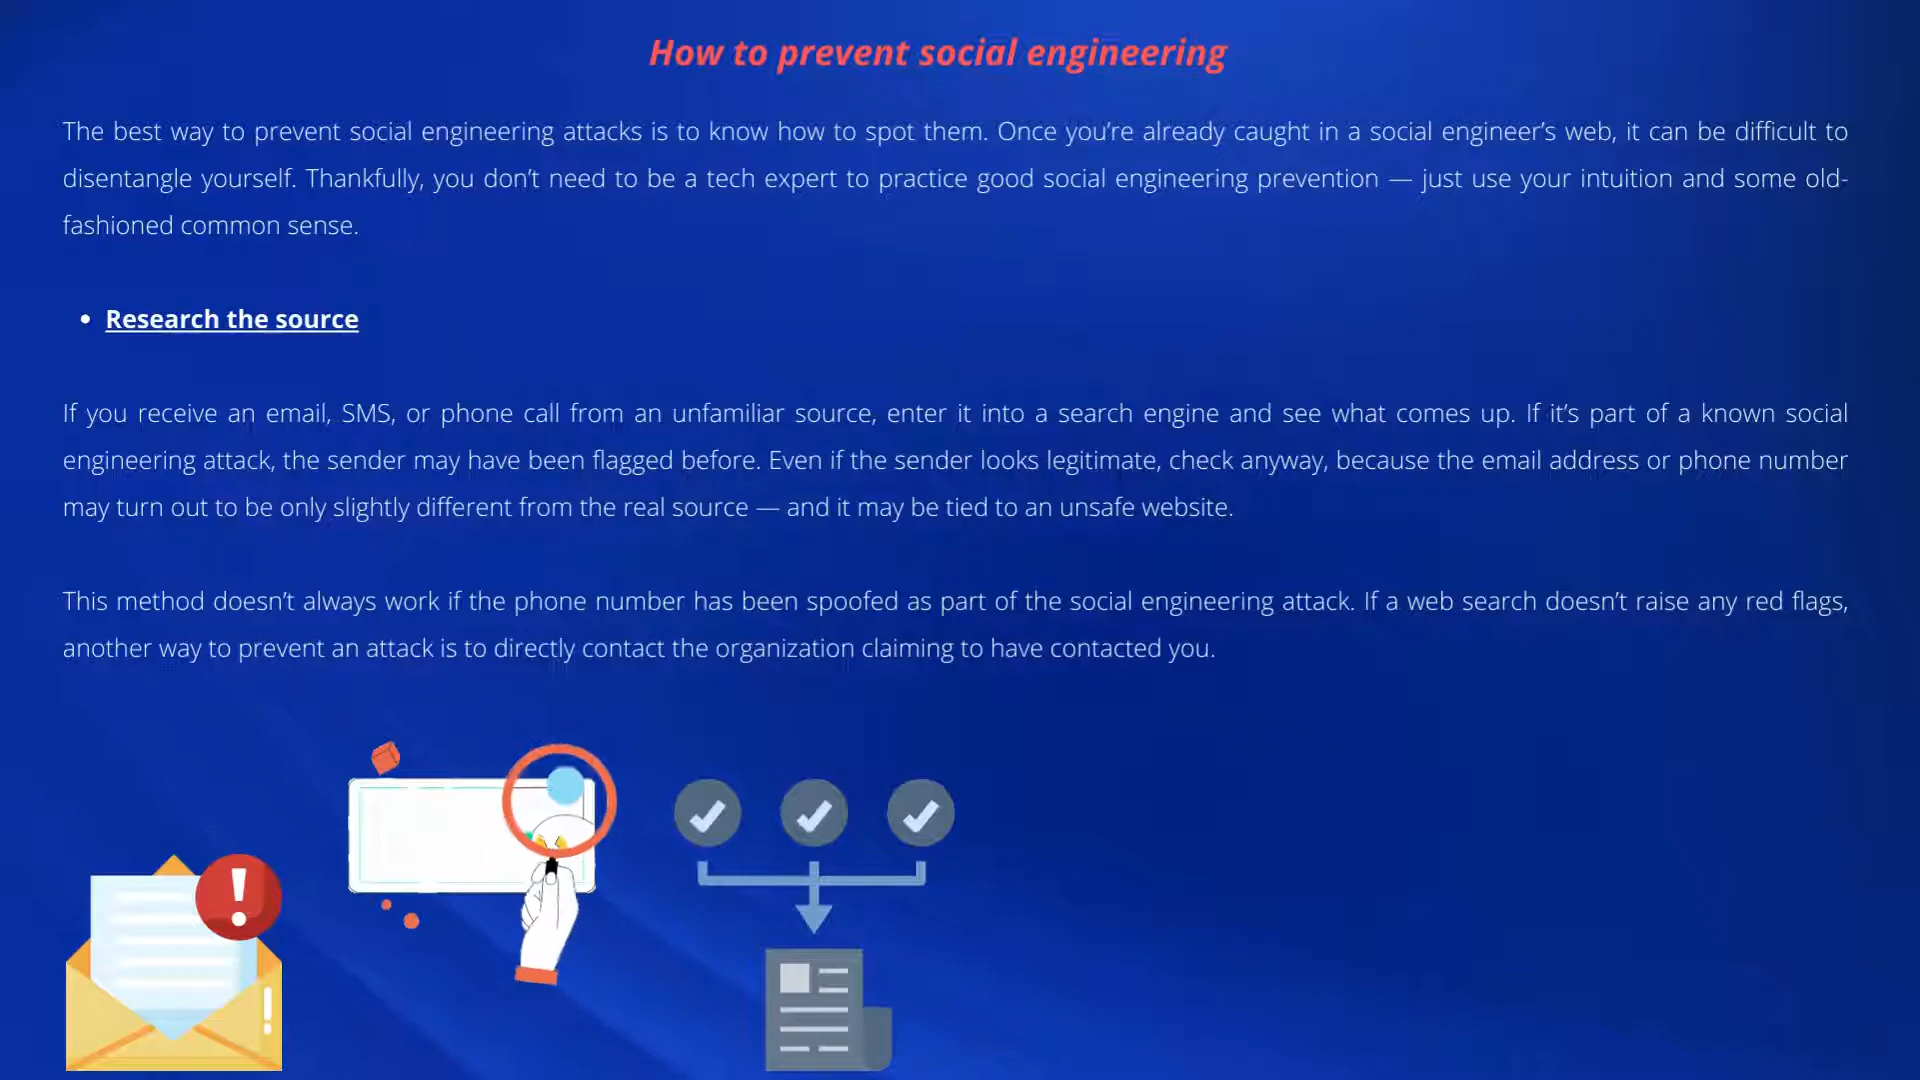 How to prevent social engineering
The best way to prevent social engineering attacks is to know how to spot them. Once you’re already caught in a social engineer’s web, it can be difficult to
disentangle yourself. Thankfully, you don’t need to be a tech expert to practice good social engineering prevention — just use your intuition and some old-
fashioned common sense.
• Research the source
If you receive an email, SMS, or phone call from an unfamiliar source, enter it into a search engine and see what comes up. If it’s part of a known social
engineering attack, the sender may have been flagged before. Even if the sender looks legitimate, check anyway, because the email address or phone number
may turn out to be only slightly different from the real source — and it may be tied to an unsafe website.
This method doesn’t always work if the phone number has been spoofed as part of the social engineering attack. If a web search doesn’t raise any red flags,
another way to prevent an attack is to directly contact the organization claiming to have contacted you.